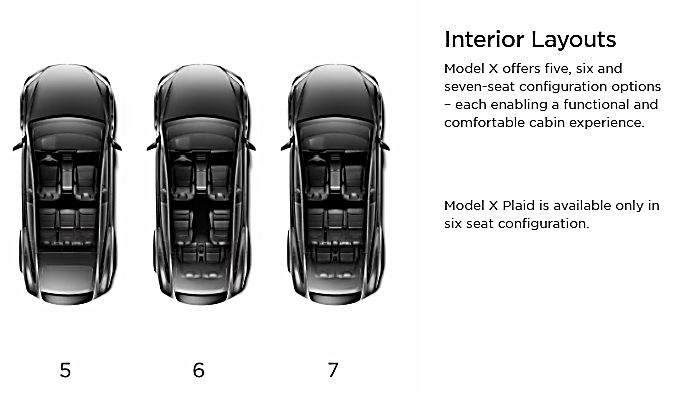 Interior Layouts
Model X offers five, six and
seven-seat configuration options
– each enabling a functional and
comfortable cabin experience.
Model X Plaid is available only in
six seat configuration.
5
6
7